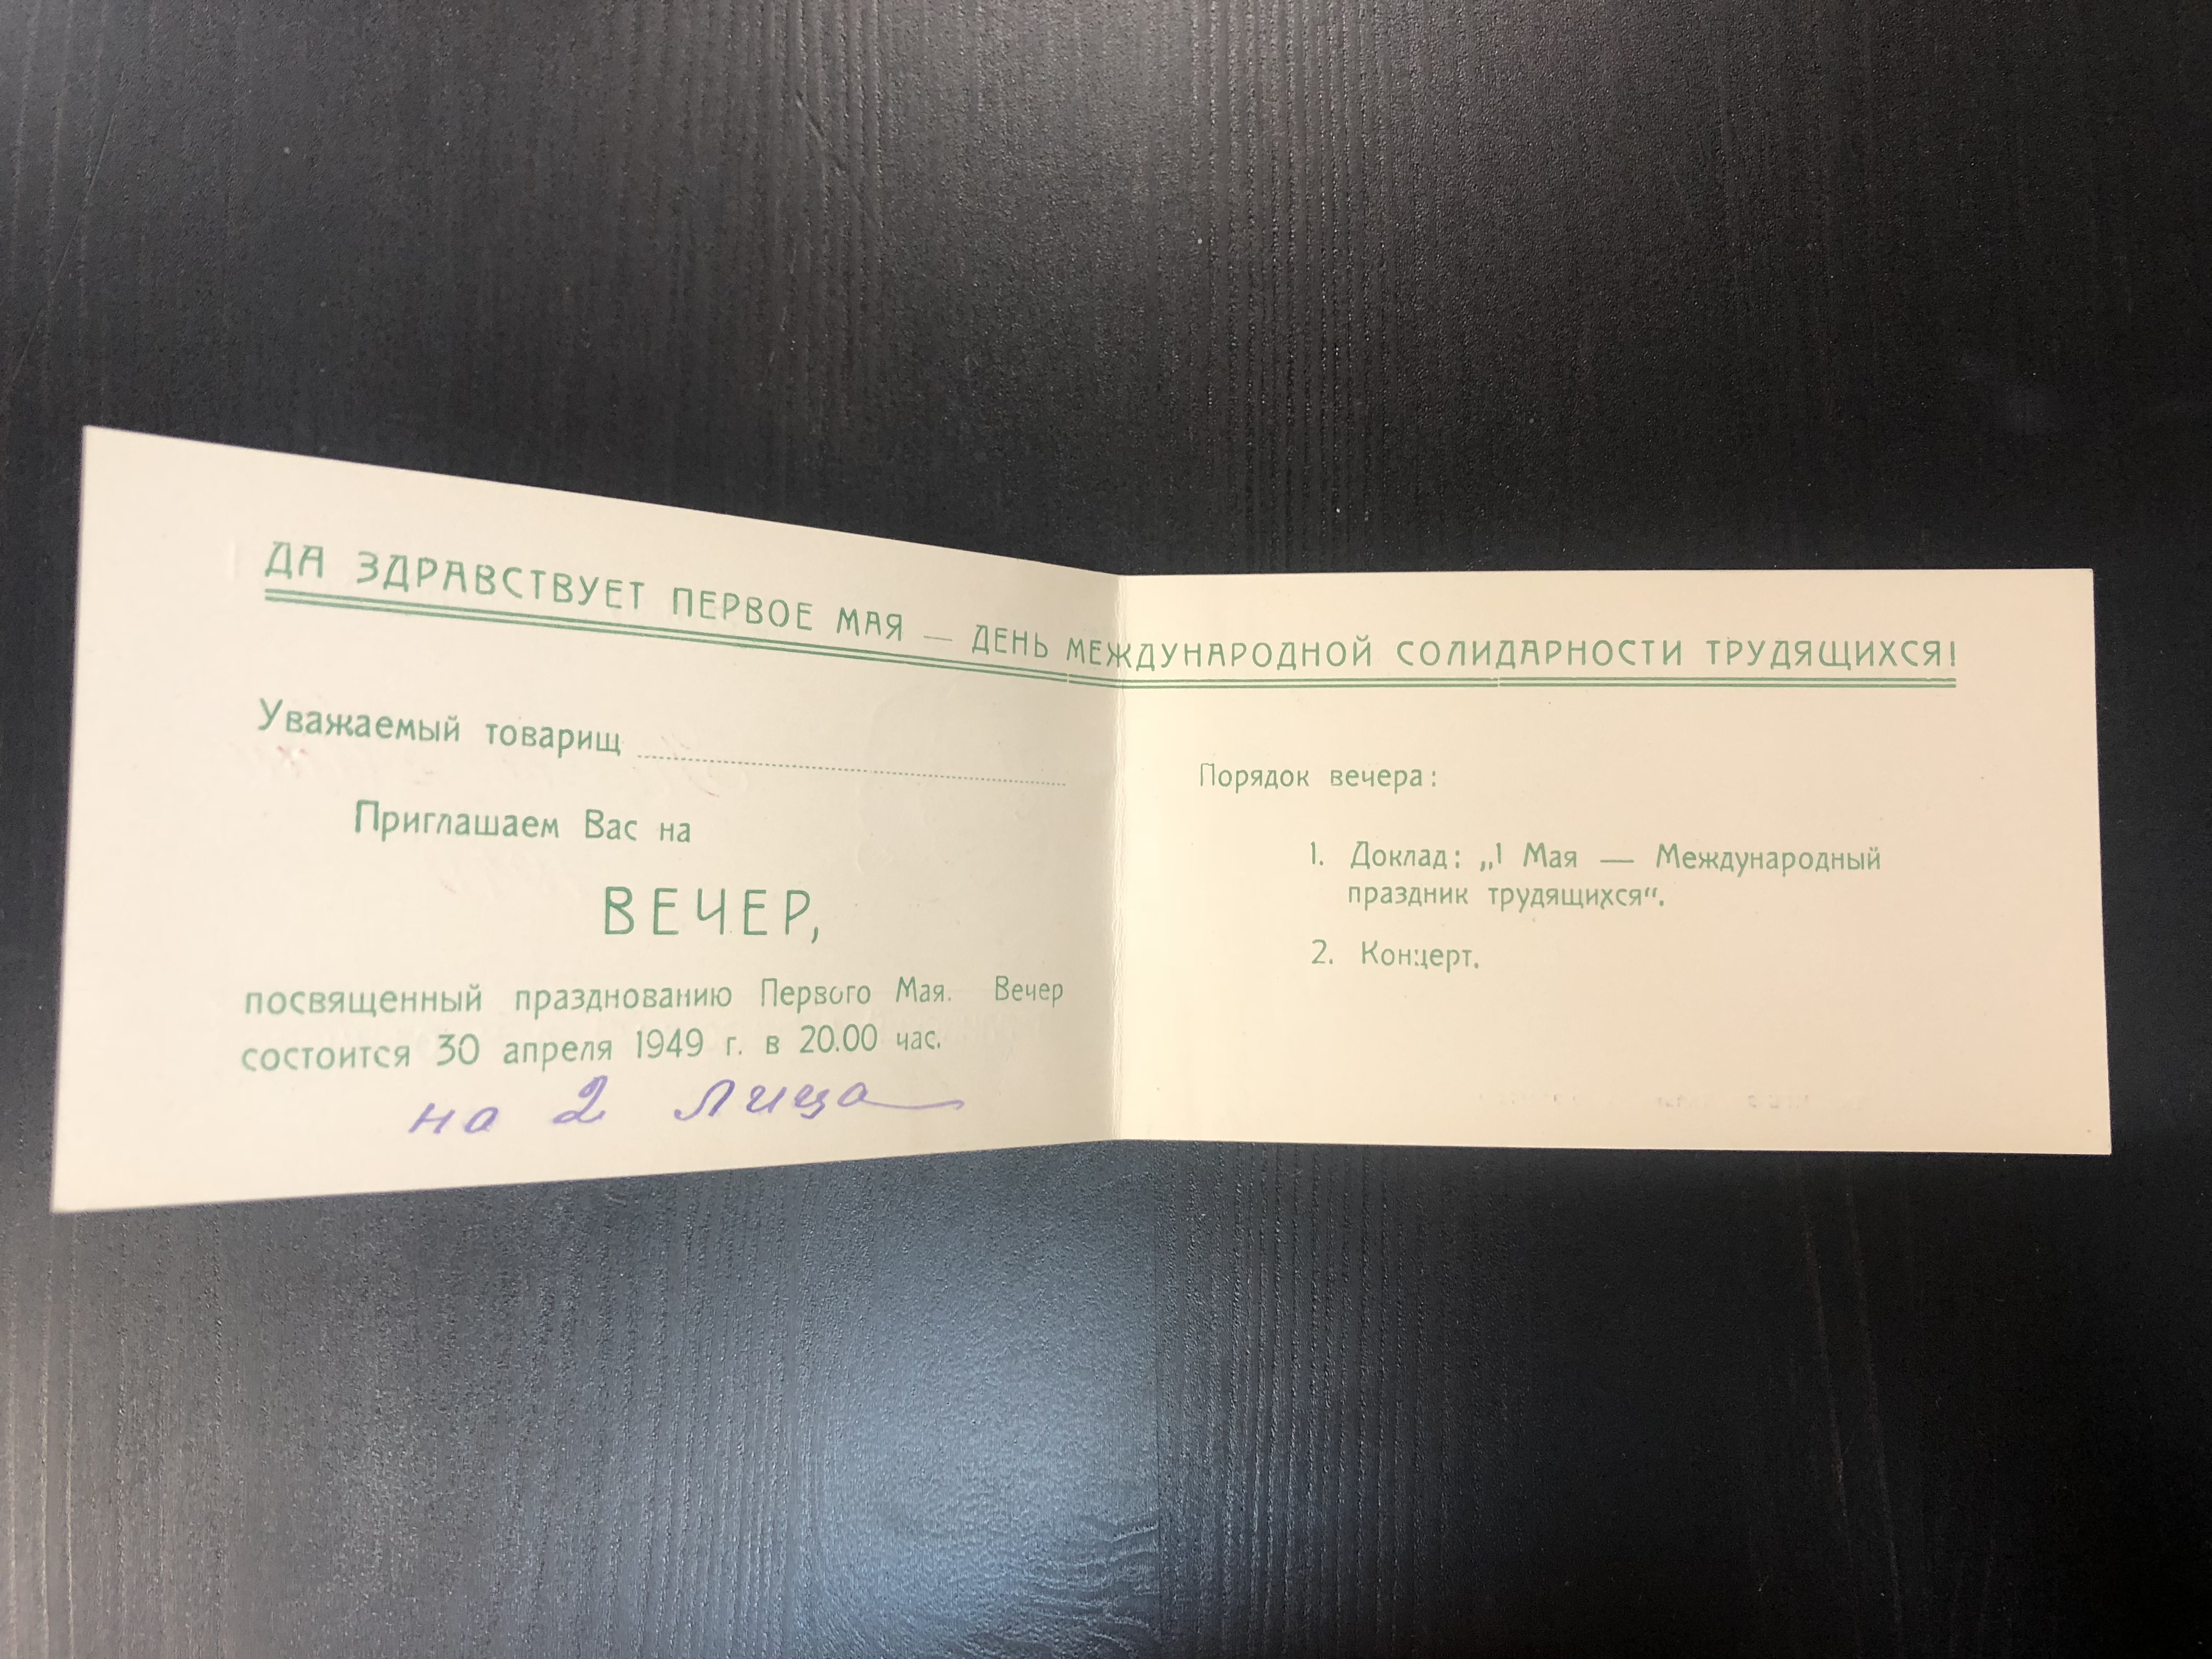 ДА ЗДРАВСТВУЕТ ПЕРВОЕ МАЯ — ДЕНЬ МЕЖДУНАРОДНОЙ СОЛИДАРНОСТИ ТРУДЯЩИХСЯ!
Уважаемый товарищ
Приглашаем Вас на
ВЕЧЕР,
посвященный празднованию Первого Мая. Вечер
состоится 30 апреля 1949 г. в 20.00 час.
на 2 лица
Порядок вечера:
1. Доклад: „1 Мая — Международный
праздник трудящихся“.
2. Концерт.